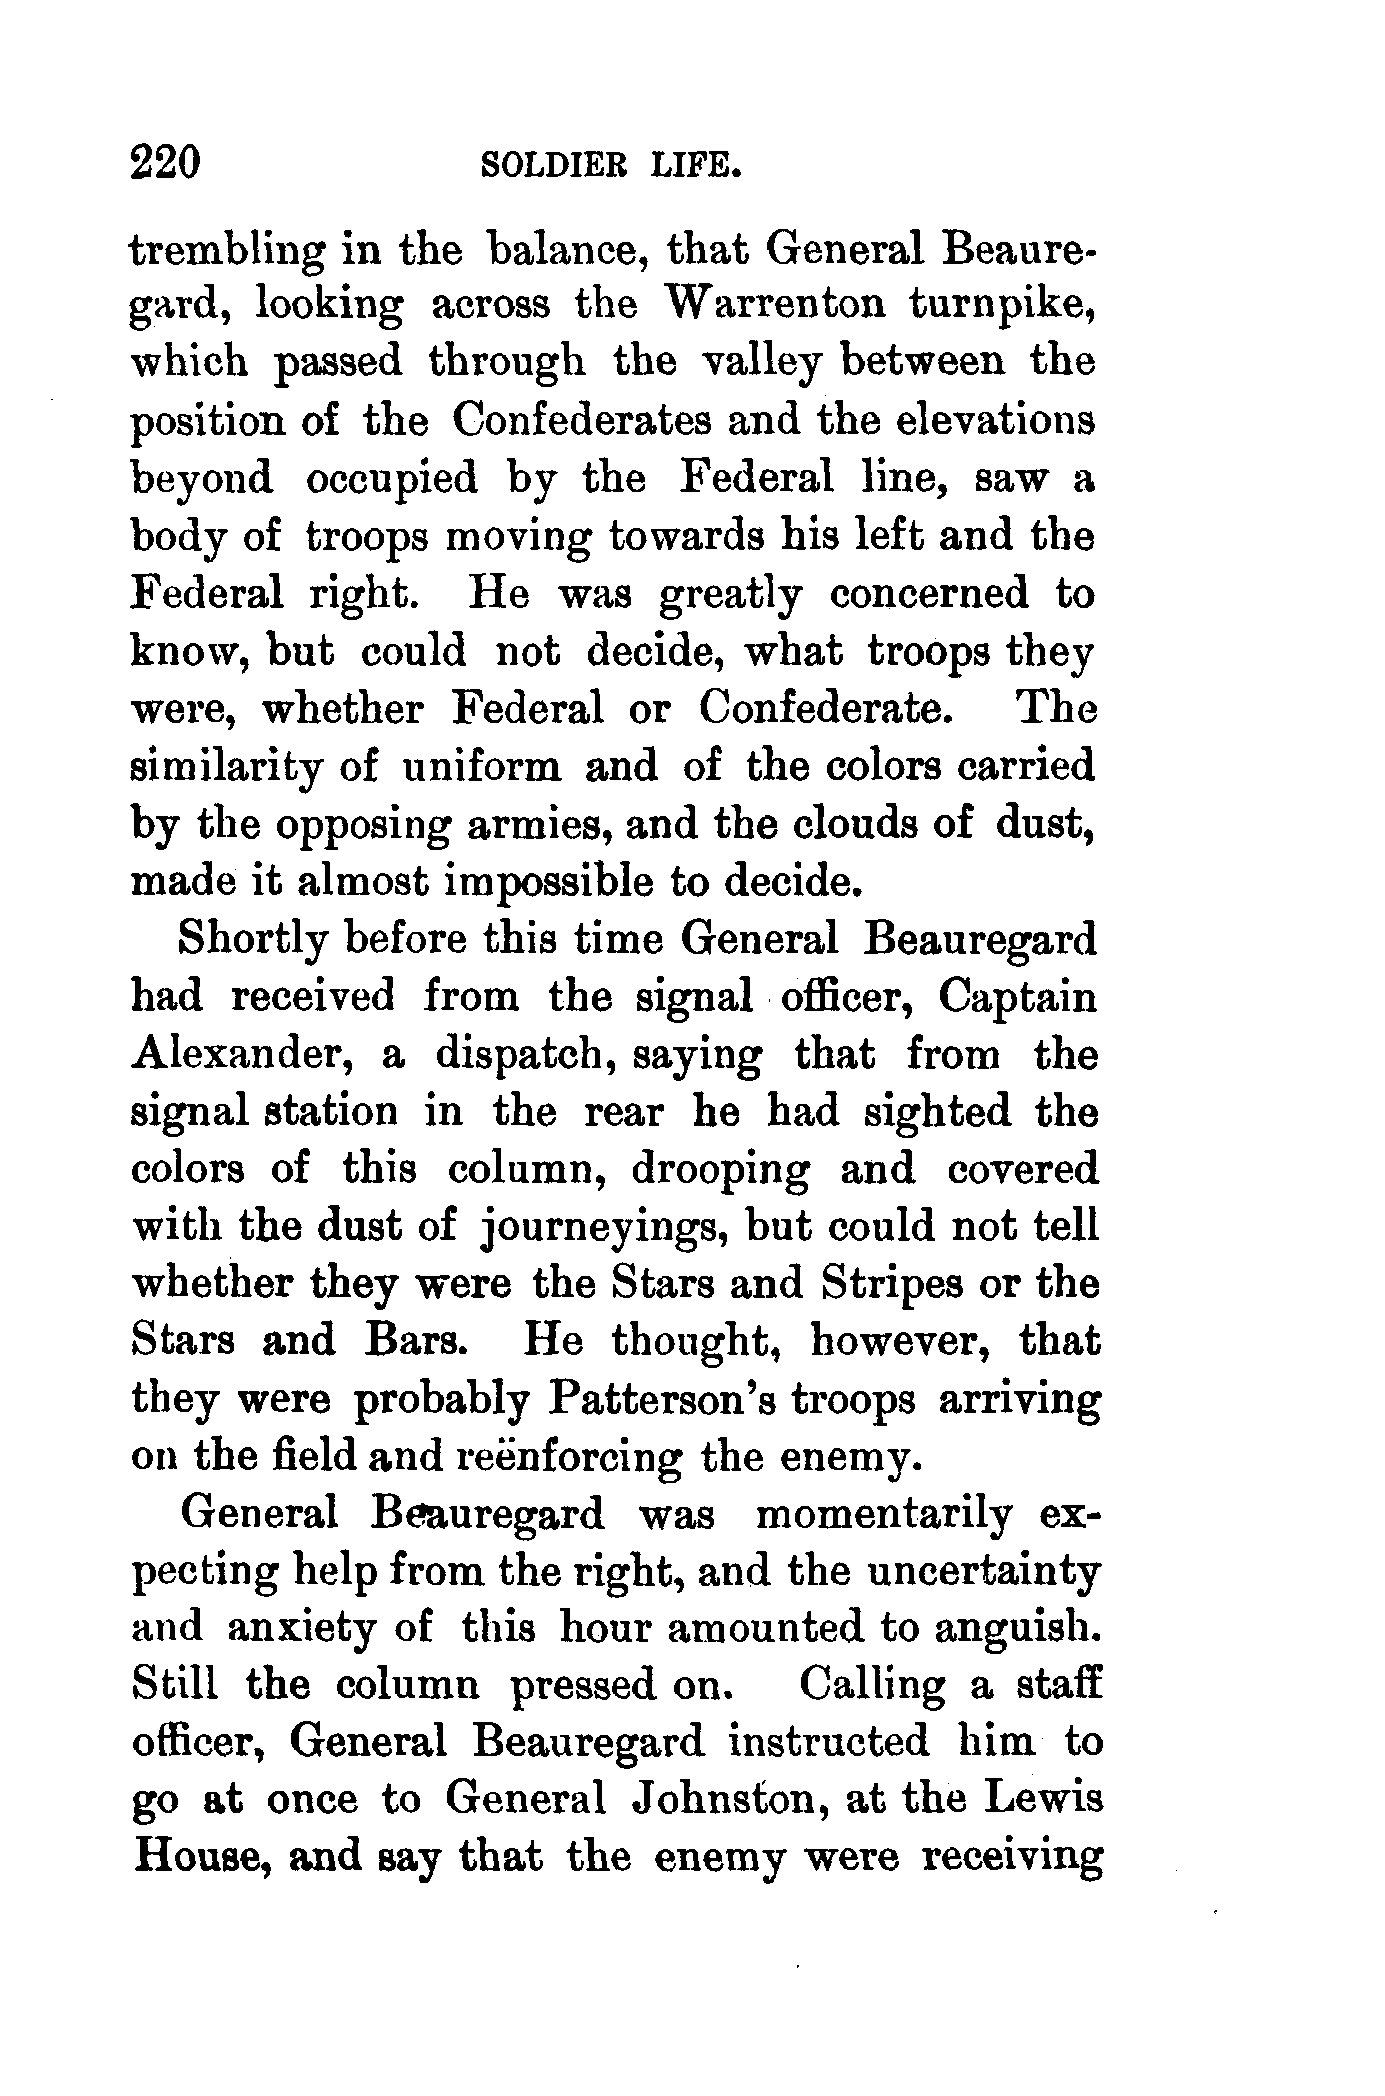 220 SOLDIER LIFE.
trembling in the balance, that General Beaure-
gard, looking across the Warrenton turnpike,
which passed through the valley between the
position of the Confederates and the elevations
beyond occupied by the Federal line, saw a
body of troops moving towards his left and the
Federal right. He was greatly concerned to
know, but could not decide, what troops they
were, whether Federal or Confederate. The
similarity of uniform and of the colors carried
by the opposing armies, and the clouds of dust,
made it almost impossible to decide.
Shortly before this time General Beauregard
had received from the signal officer, Captain
Alexander, a dispatch, saying that from the
signal station in the rear he had sighted the
colors of this column, drooping and covered
with the dust of journeyings, but could not tell
whether they were the Stars and Stripes or the
Stars and Bars. He thought, however, that
they were probably Patterson's troops arriving
on the field and reënforcing the enemy.
General Beauregard was momentarily ex-
pecting help from the right, and the uncertainty
and anxiety of this hour amounted to anguish.
Still the column pressed on. Calling a staff
officer, General Beauregard instructed him to
go at once to General Johnston, at the Lewis
House, and say that the enemy were receiving